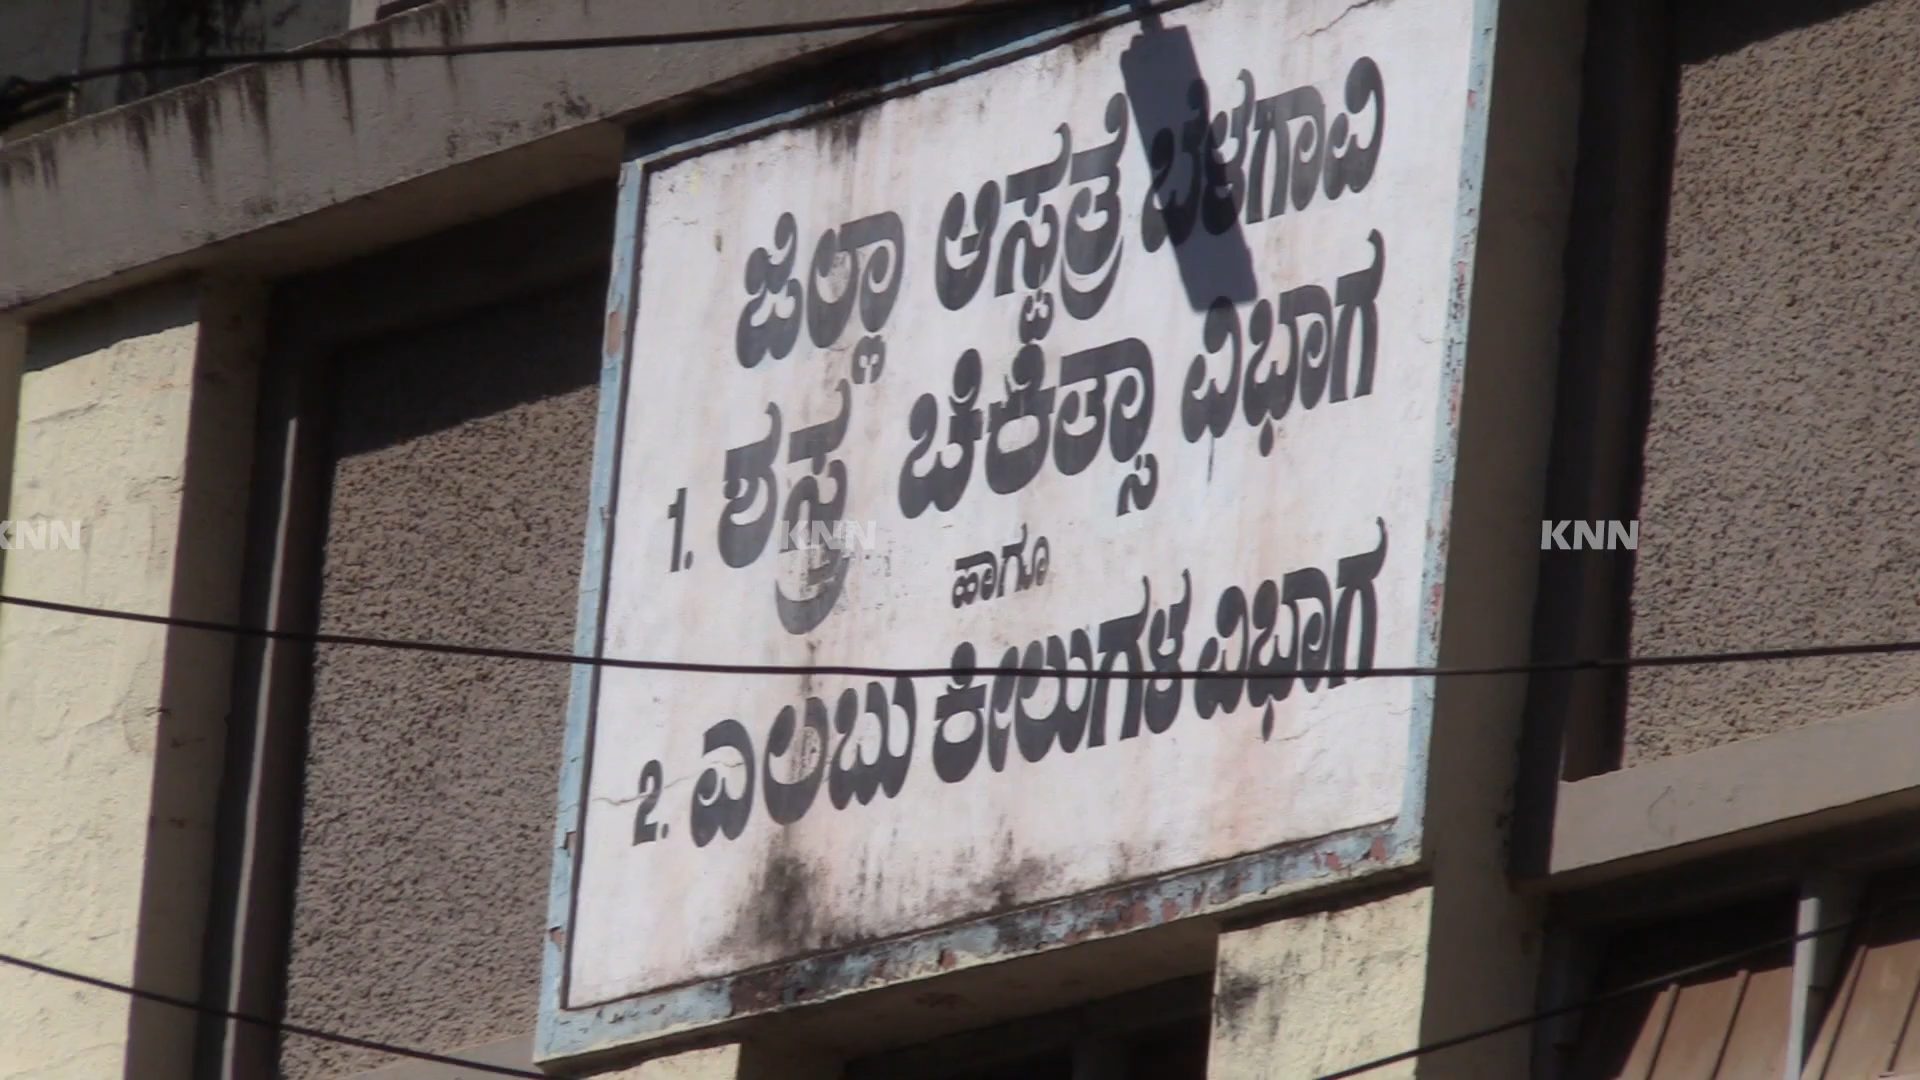 ಜಿಲ್ಲಾ ಆಸ್ಪತ್ರೆ ಬೆಳಗಾವಿ
1. ಶಸ್ತ್ರ ಚಿಕಿತ್ಸಾ ವಿಭಾಗ
ಹಾಗೂ
2. ಎಲಬು ಕೀಲುಗಳ ವಿಭಾಗ
KNN KNN KNN